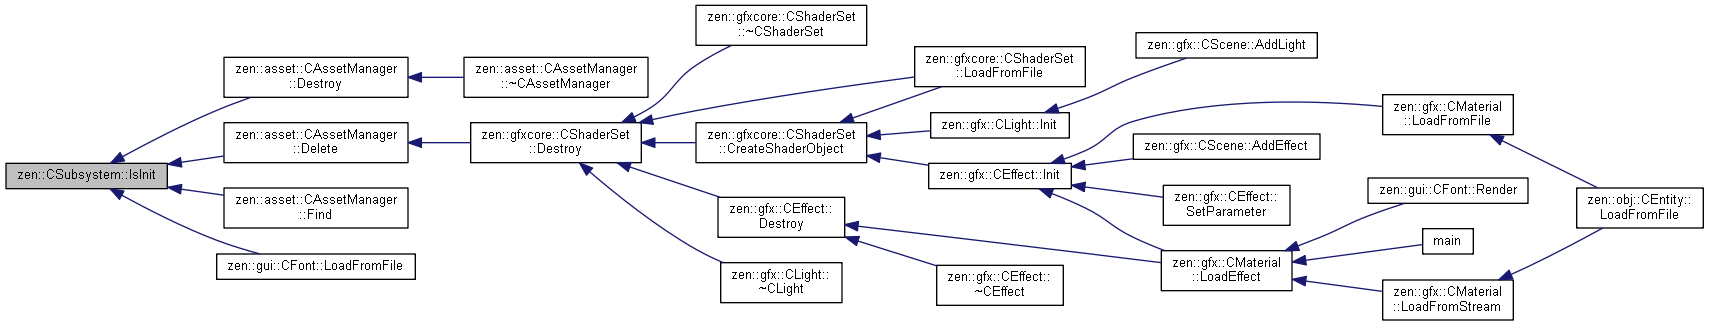 zen::CSubsystem::IsInit
zen::asset::CAssetManager
::Destroy
zen::asset::CAssetManager
::Delete
zen::asset::CAssetManager
::Find
zen::gui::CFont::LoadFromFile
zen::asset::CAssetManager
::~CAssetManager
zen::gfxcore::CShaderSet
::Destroy
zen::gfxcore::CShaderSet
::~CShaderSet
zen::gfxcore::CShaderSet
::CreateShaderObject
zen::gfx::CEffect::
Destroy
zen::gfx::CLight::
~CLight
zen::gfxcore::CShaderSet
::LoadFromFile
zen::gfx::CLight::Init
zen::gfx::CEffect::Init
zen::gfx::CEffect::
~CEffect
zen::gfx::CScene::AddLight
zen::gfx::CScene::AddEffect
zen::gfx::CEffect::
SetParameter
zen::gfx::CMaterial
::LoadEffect
zen::gfx::CMaterial
::LoadFromFile
zen::gui::CFont::Render
main
zen::gfx::CMaterial
::LoadFromStream
zen::obj::CEntity::
LoadFromFile